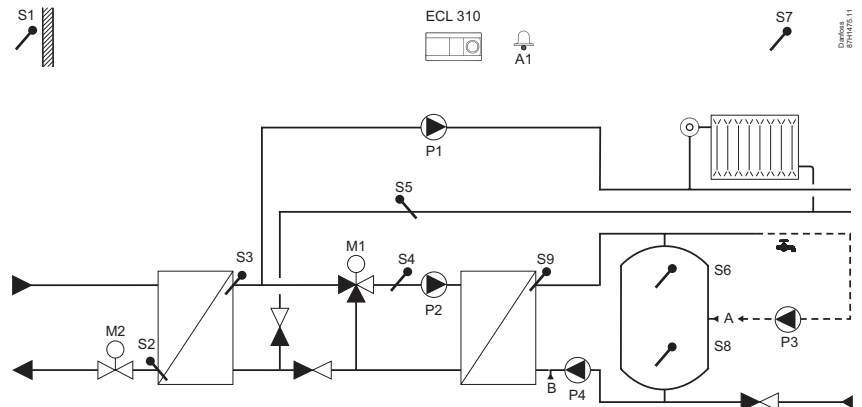 S1
ECL 310
A1
S7
Danfoss
87H1475.11
P1
S5
S3
M1
S4
S9
S6
M2
S2
P2
A
P3
S8
B
P4